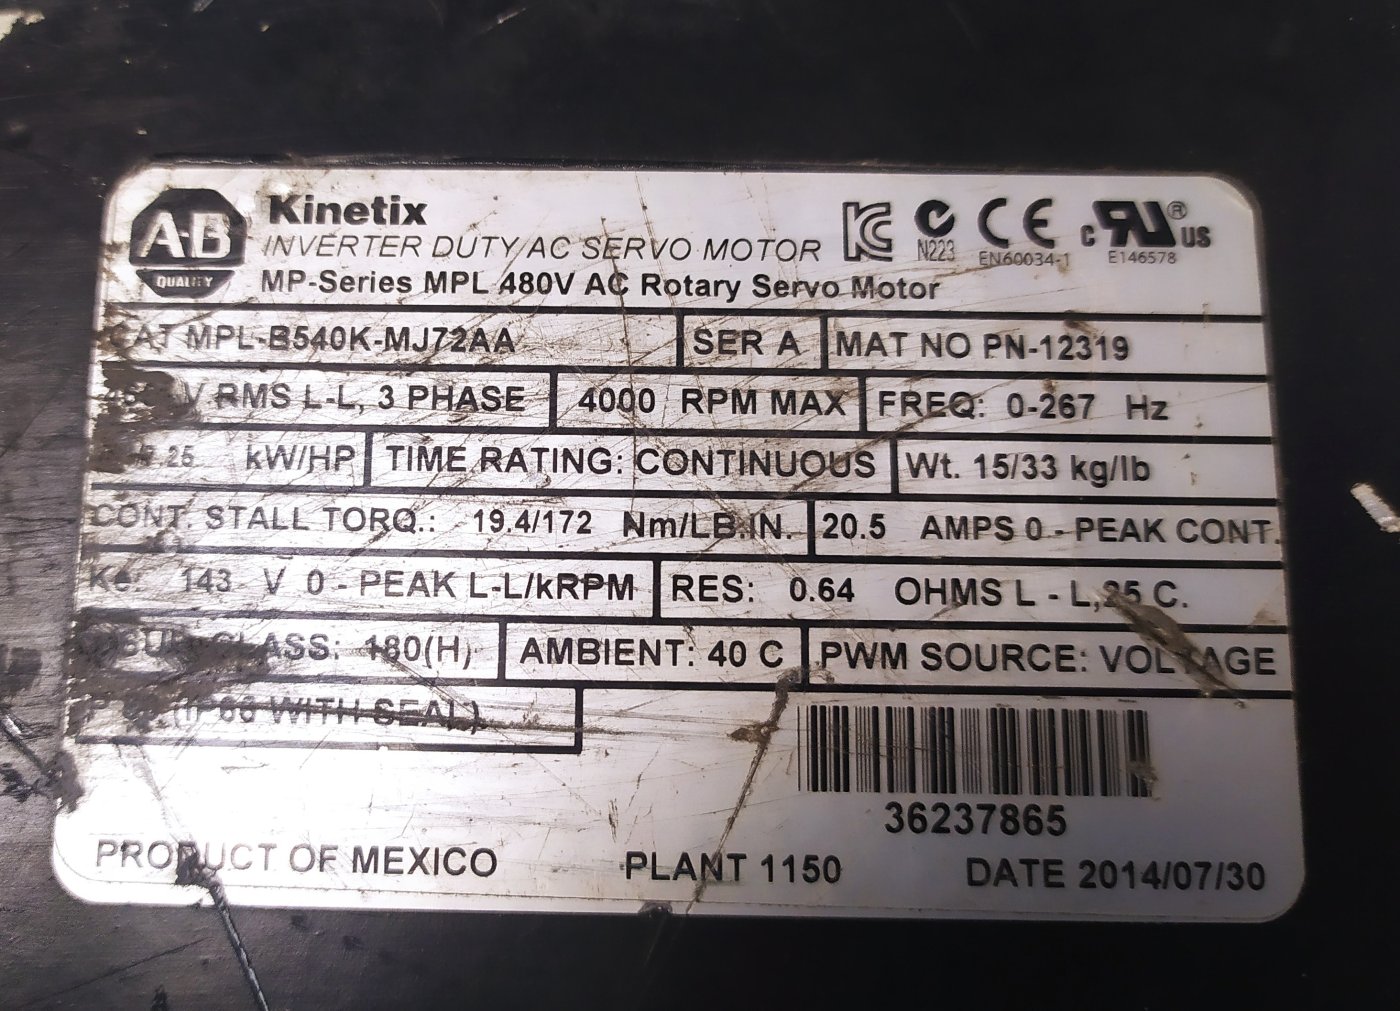 A-B
QUALITY
Kinetix
INVERTER DUTY/AC SERVO MOTOR
MP-Series MPL 480V AC Rotary Servo Motor
N223
EN60034-1
C US ®
E146578
CAT MPL-B540K-MJ72AA SER A MAT NO PN-12319
V RMS L-L, 3 PHASE 4000 RPM MAX FREQ: 0-267 Hz
kW/HP TIME RATING: CONTINUOUS Wt. 15/33 kg/lb
CONT. STALL TORQ.: 19.4/172 Nm/LB.IN. 20.5 AMPS 0 - PEAK CONT.
Ke: 143 V 0 - PEAK L-L/kRPM RES: 0.64 OHMS L - L,25 C.
CLASS: 180(H) AMBIENT: 40 C PWM SOURCE: VOLTAGE
WITH SEAL)
36237865
PRODUCT OF MEXICO PLANT 1150 DATE 2014/07/30